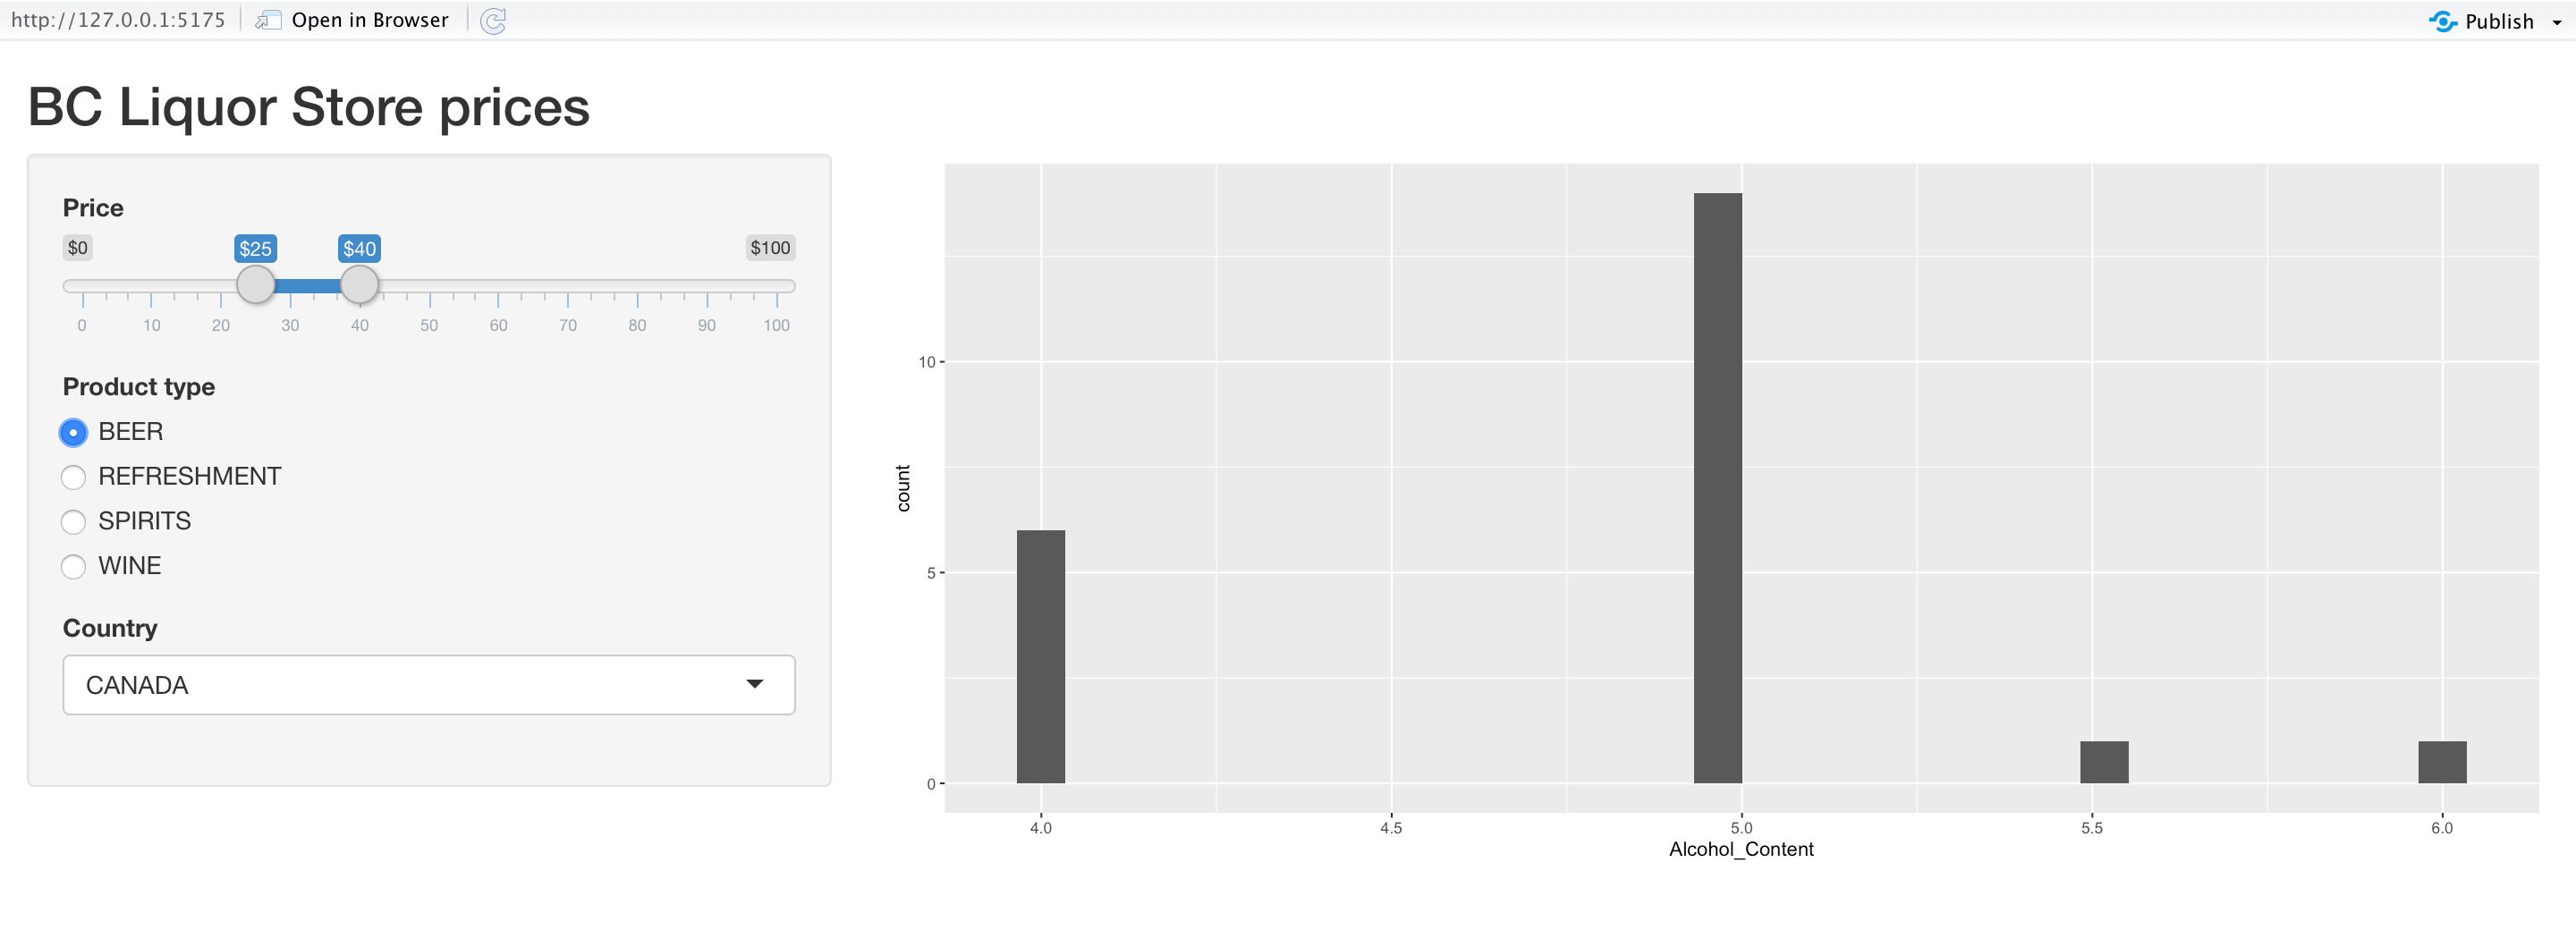 http://127.0.0.1:5175 Open in Browser Publish
BC Liquor Store prices
Price
$0 $25 $40 $100
0 10 20 30 40 50 60 70 80 90 100
Product type
BEER
REFRESHMENT
SPIRITS
WINE
Country
CANADA
10
5
0
count
4.0 4.5 5.0 5.5 6.0
Alcohol_Content